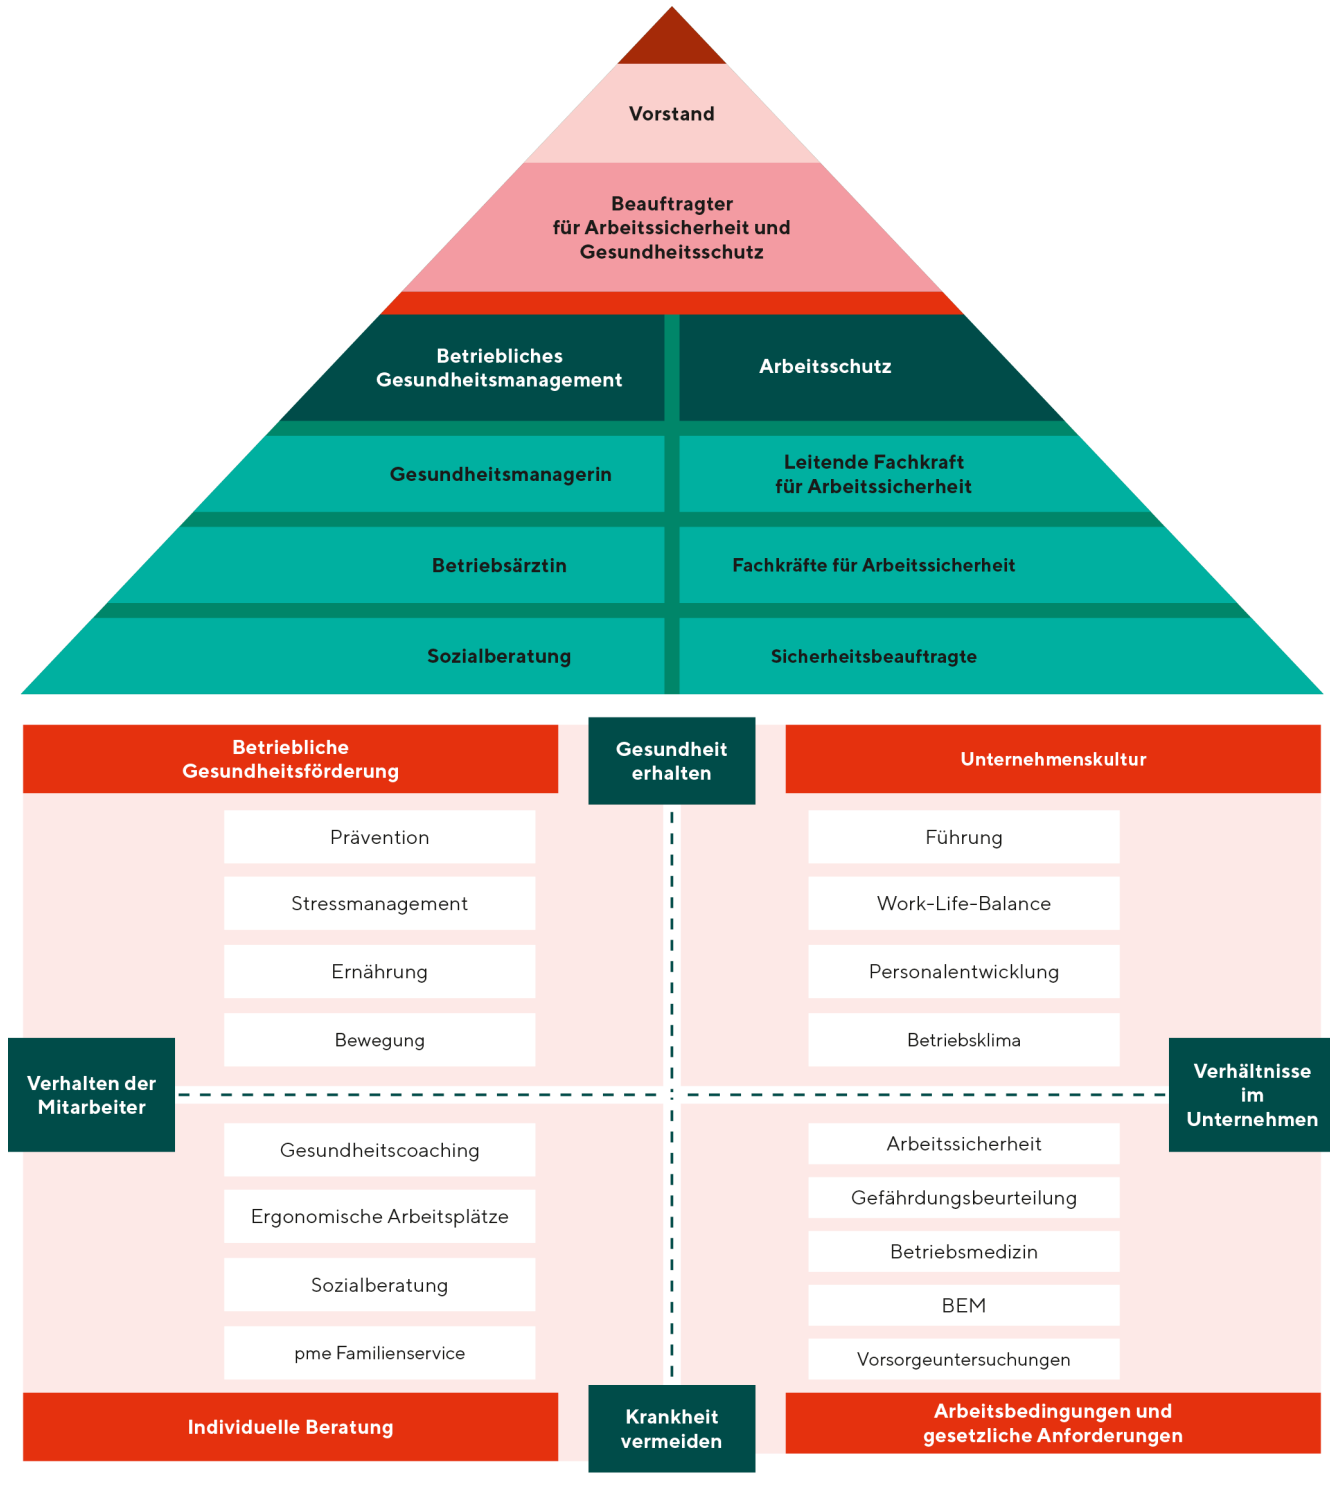 Vorstand
Beauftragter
für Arbeitssicherheit und
Gesundheitsschutz
Betriebliches
Gesundheitsmanagement
Arbeitsschutz
Gesundheitsmanagerin
Leitende Fachkraft
für Arbeitssicherheit
Betriebsärztin
Fachkräfte für Arbeitssicherheit
Sozialberatung
Sicherheitsbeauftragte
Betriebliche
Gesundheitsförderung
Gesundheit
erhalten
Unternehmenskultur
Prävention
Stressmanagement
Ernährung
Bewegung
Führung
Work-Life-Balance
Personalentwicklung
Betriebsklima
Verhalten der
Mitarbeiter
Verhältnisse
im
Unternehmen
Gesundheitscoaching
Ergonomische Arbeitsplätze
Sozialberatung
pme Familienservice
Arbeitssicherheit
Gefährdungsbeurteilung
Betriebsmedizin
BEM
Vorsorgeuntersuchungen
Individuelle Beratung
Krankheit
vermeiden
Arbeitsbedingungen und
gesetzliche Anforderungen